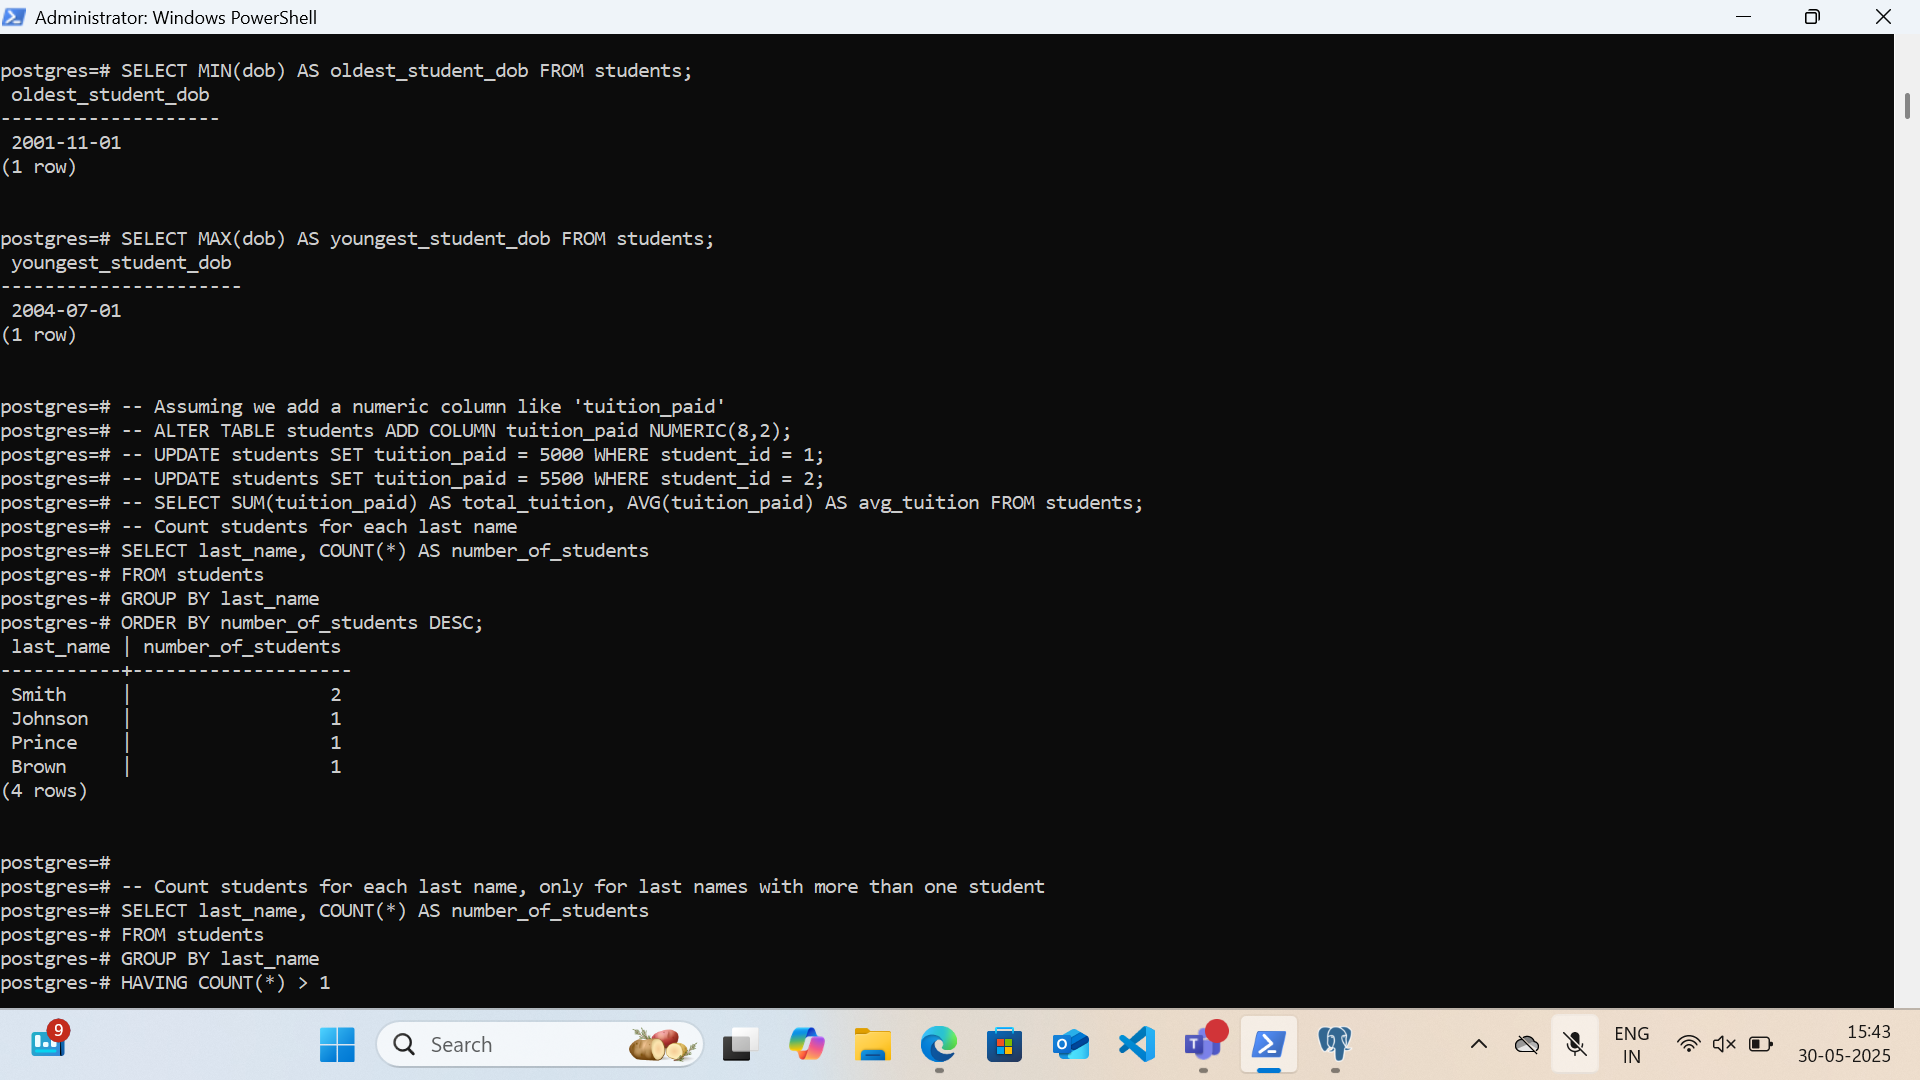 Administrator: Windows PowerShell
postgres=# SELECT MIN(dob) AS oldest_student_dob FROM students;
 oldest_student_dob
--------------------
 2001-11-01
(1 row)
postgres=# SELECT MAX(dob) AS youngest_student_dob FROM students;
 youngest_student_dob
----------------------
 2004-07-01
(1 row)
postgres=# -- Assuming we add a numeric column like 'tuition_paid'
postgres=# -- ALTER TABLE students ADD COLUMN tuition_paid NUMERIC(8,2);
postgres=# -- UPDATE students SET tuition_paid = 5000 WHERE student_id = 1;
postgres=# -- UPDATE students SET tuition_paid = 5500 WHERE student_id = 2;
postgres=# -- SELECT SUM(tuition_paid) AS total_tuition, AVG(tuition_paid) AS avg_tuition FROM students;
postgres=# -- Count students for each last name
postgres=# SELECT last_name, COUNT(*) AS number_of_students
postgres-# FROM students
postgres-# GROUP BY last_name
postgres-# ORDER BY number_of_students DESC;
 last_name | number_of_students
-----------+--------------------
 Smith     |                  2
 Johnson   |                  1
 Prince    |                  1
 Brown     |                  1
(4 rows)
postgres=#
postgres=# -- Count students for each last name, only for last names with more than one student
postgres=# SELECT last_name, COUNT(*) AS number_of_students
postgres-# FROM students
postgres-# GROUP BY last_name
postgres-# HAVING COUNT(*) > 1
9
Search
ENG
IN
15:43
30-05-2025